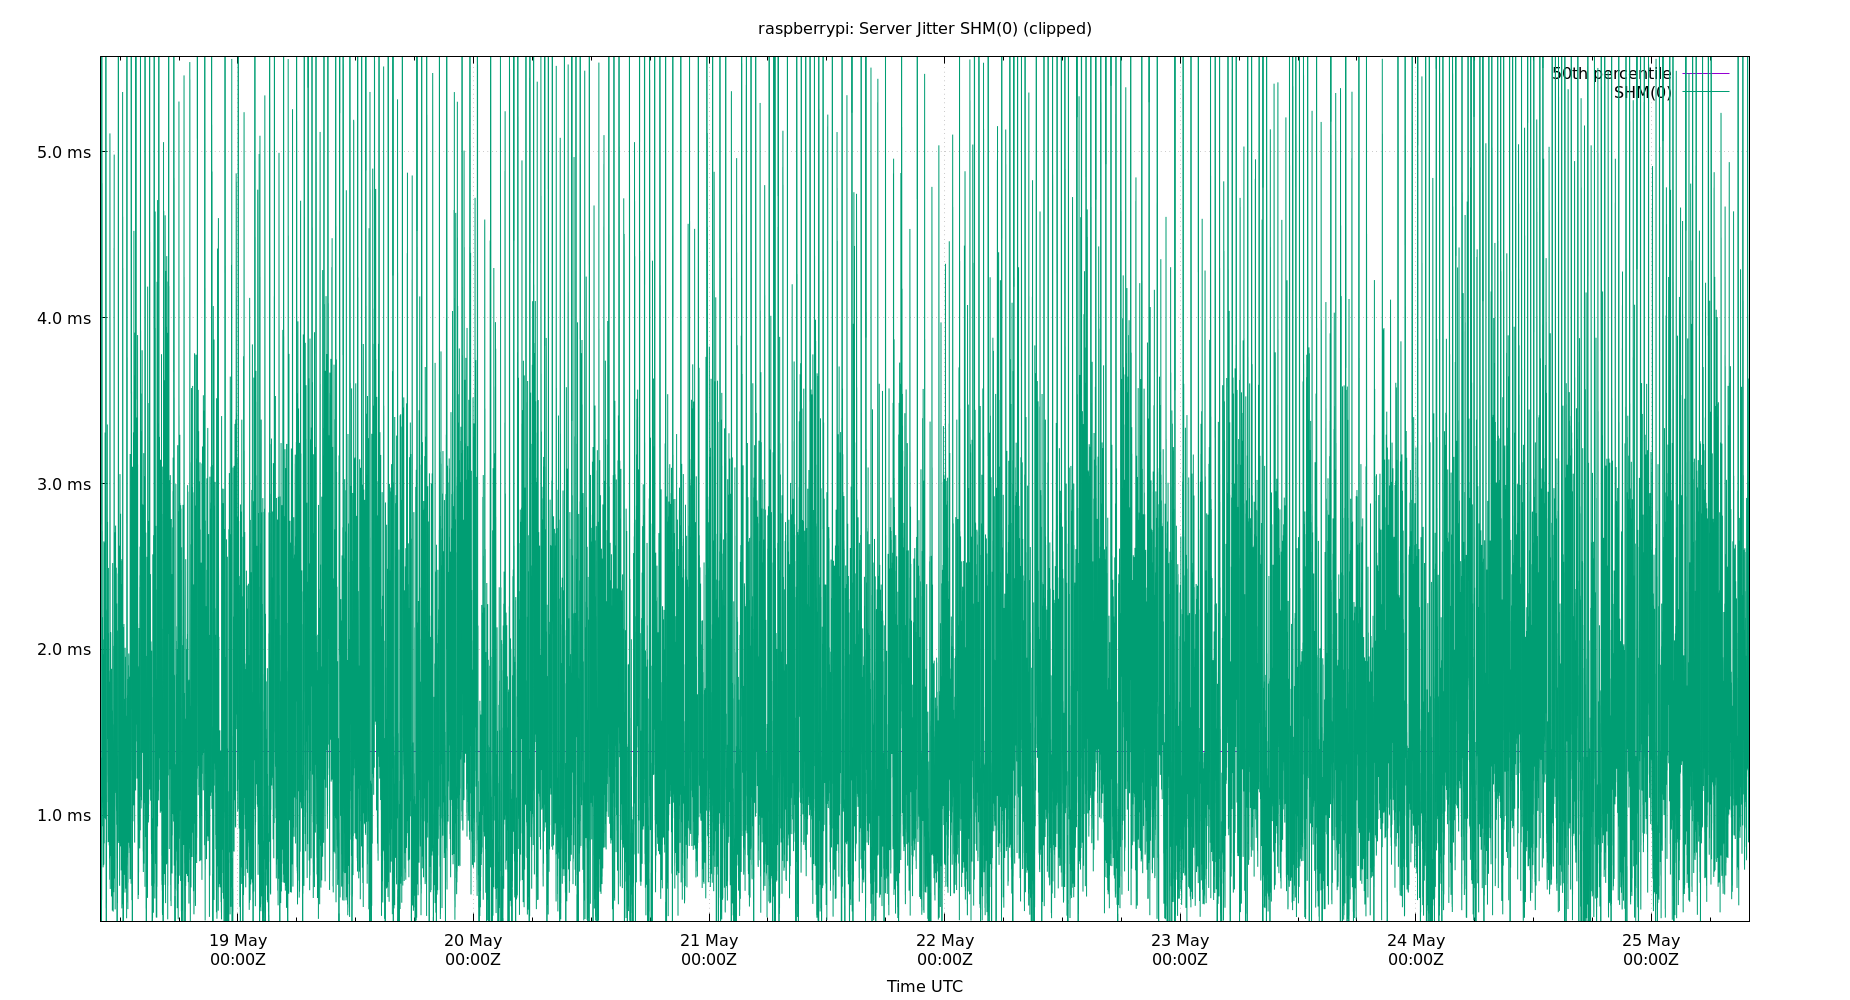 raspberrypi: Server Jitter SHM(0) (clipped)
50th percentile
SHM(0)
5.0 ms
4.0 ms
3.0 ms
2.0 ms
1.0 ms
19 May 20 May 21 May 22 May 23 May 24 May 25 May
00:00Z 00:00Z 00:00Z 00:00Z 00:00Z 00:00Z 00:00Z
Time UTC